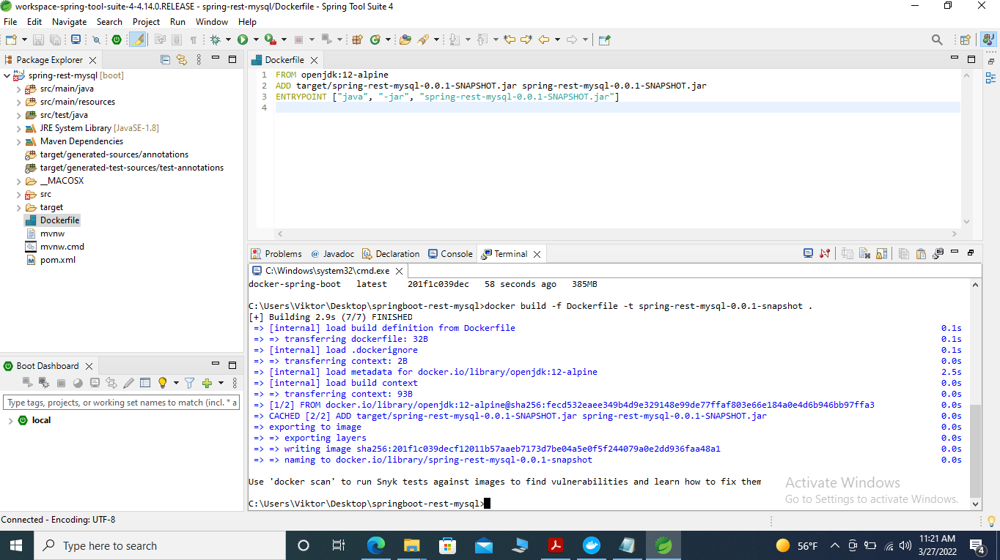 workspace-spring-tool-suite-4-4.14.0.RELEASE - spring-rest-mysql/Dockerfile - Spring Tool Suite 4
File Edit Navigate Search Project Run Window Help
Package Explorer
spring-rest-mysql [boot]
src/main/java
src/main/resources
src/test/java
JRE System Library [JavaSE-1.8]
Maven Dependencies
target/generated-sources/annotations
target/generated-test-sources/test-annotations
__MACOSX
src
target
Dockerfile
mvnw
mvnw.cmd
pom.xml
Boot Dashboard
Type tags, projects, or working set names to match (incl. * a
local
Dockerfile
1 FROM openjdk:12-alpine
2 ADD target/spring-rest-mysql-0.0.1-SNAPSHOT.jar spring-rest-mysql-0.0.1-SNAPSHOT.jar
3 ENTRYPOINT ["java", "-jar", "spring-rest-mysql-0.0.1-SNAPSHOT.jar"]
4
Problems @ Javadoc Declaration Console Terminal
C:\Windows\system32\cmd.exe
docker-spring-boot latest 201f1c039dec 58 seconds ago 385MB
C:\Users\Viktor\Desktop\springboot-rest-mysql>docker build -f Dockerfile -t spring-rest-mysql-0.0.1-snapshot .
[+] Building 2.9s (7/7) FINISHED
=> [internal] load build definition from Dockerfile 0.1s
=> => transferring dockerfile: 32B 0.1s
=> [internal] load .dockerignore 0.1s
=> => transferring context: 2B 0.0s
=> [internal] load metadata for docker.io/library/openjdk:12-alpine 2.5s
=> [internal] load build context 0.0s
=> => transferring context: 93B 0.0s
=> [1/2] FROM docker.io/library/openjdk:12-alpine@sha256:fecd532eaee349b4d9e329148e99de77ffaf803e66e184a0e4d6b946bb97ffa3 0.0s
=> CACHED [2/2] ADD target/spring-rest-mysql-0.0.1-SNAPSHOT.jar spring-rest-mysql-0.0.1-SNAPSHOT.jar 0.0s
=> exporting to image 0.0s
=> => exporting layers 0.0s
=> => writing image sha256:201f1c039decf12011b57aaeb7173d7be04a5e0f5f244079a0e2dd936faa48a1 0.0s
=> => naming to docker.io/library/spring-rest-mysql-0.0.1-snapshot 0.0s
Use 'docker scan' to run Snyk tests against images to find vulnerabilities and learn how to fix them
C:\Users\Viktor\Desktop\springboot-rest-mysql>
Activate Windows
Go to Settings to activate Windows.
Connected - Encoding: UTF-8
Type here to search
56°F
11:21 AM
3/27/2022
4